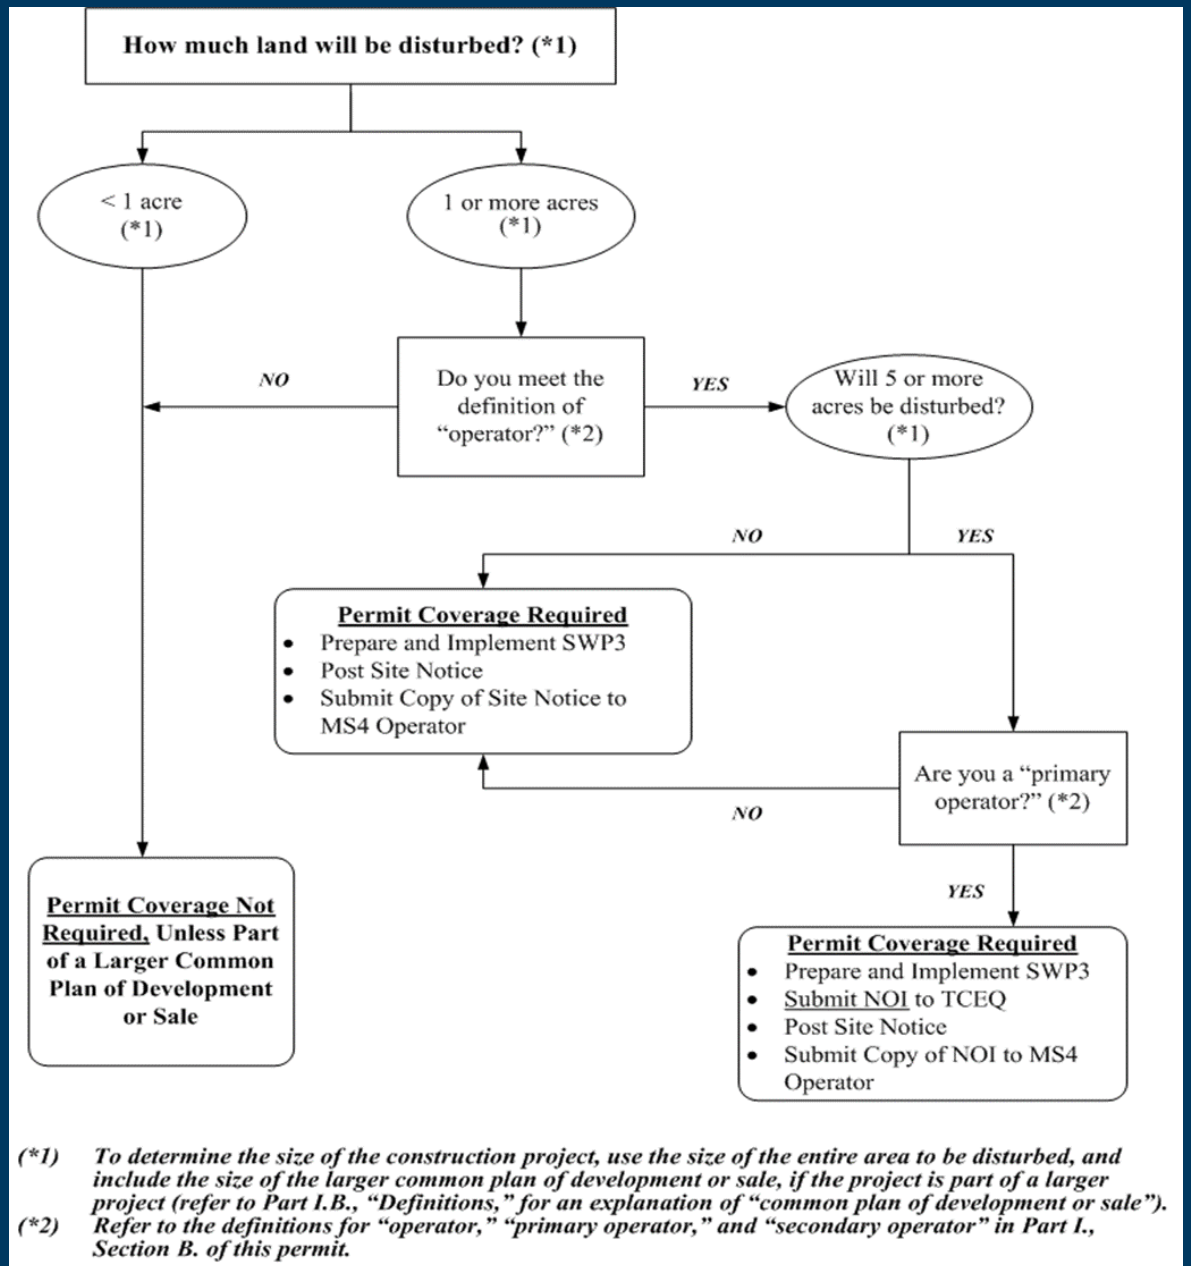 How much land will be disturbed? (*1)
< 1 acre
(*1)
1 or more acres
(*1)
NO
Do you meet the
definition of
“operator?” (*2)
YES
Will 5 or more
acres be disturbed?
(*1)
NO
YES
Permit Coverage Required
• Prepare and Implement SWP3
• Post Site Notice
• Submit Copy of Site Notice to
MS4 Operator
Are you a “primary
operator?” (*2)
NO
YES
Permit Coverage Not
Required, Unless Part
of a Larger Common
Plan of Development
or Sale
Permit Coverage Required
• Prepare and Implement SWP3
• Submit NOI to TCEQ
• Post Site Notice
• Submit Copy of NOI to MS4
Operator
(*1) To determine the size of the construction project, use the size of the entire area to be disturbed, and
include the size of the larger common plan of development or sale, if the project is part of a larger
project (refer to Part I.B., “Definitions,” for an explanation of “common plan of development or sale”).
(*2) Refer to the definitions for “operator,” “primary operator,” and “secondary operator” in Part I.,
Section B. of this permit.